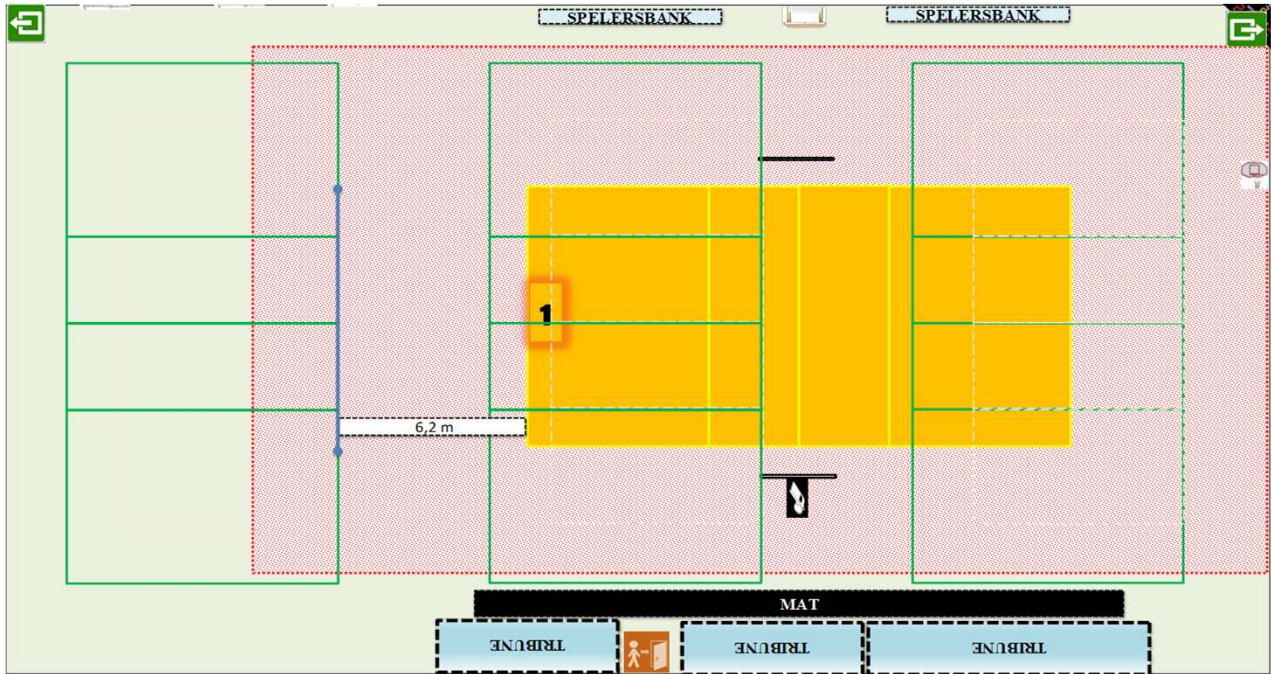 SPELERSBANK
SPELERSBANK
1
6,2 m
MAT
TRIBUNE
TRIBUNE
TRIBUNE